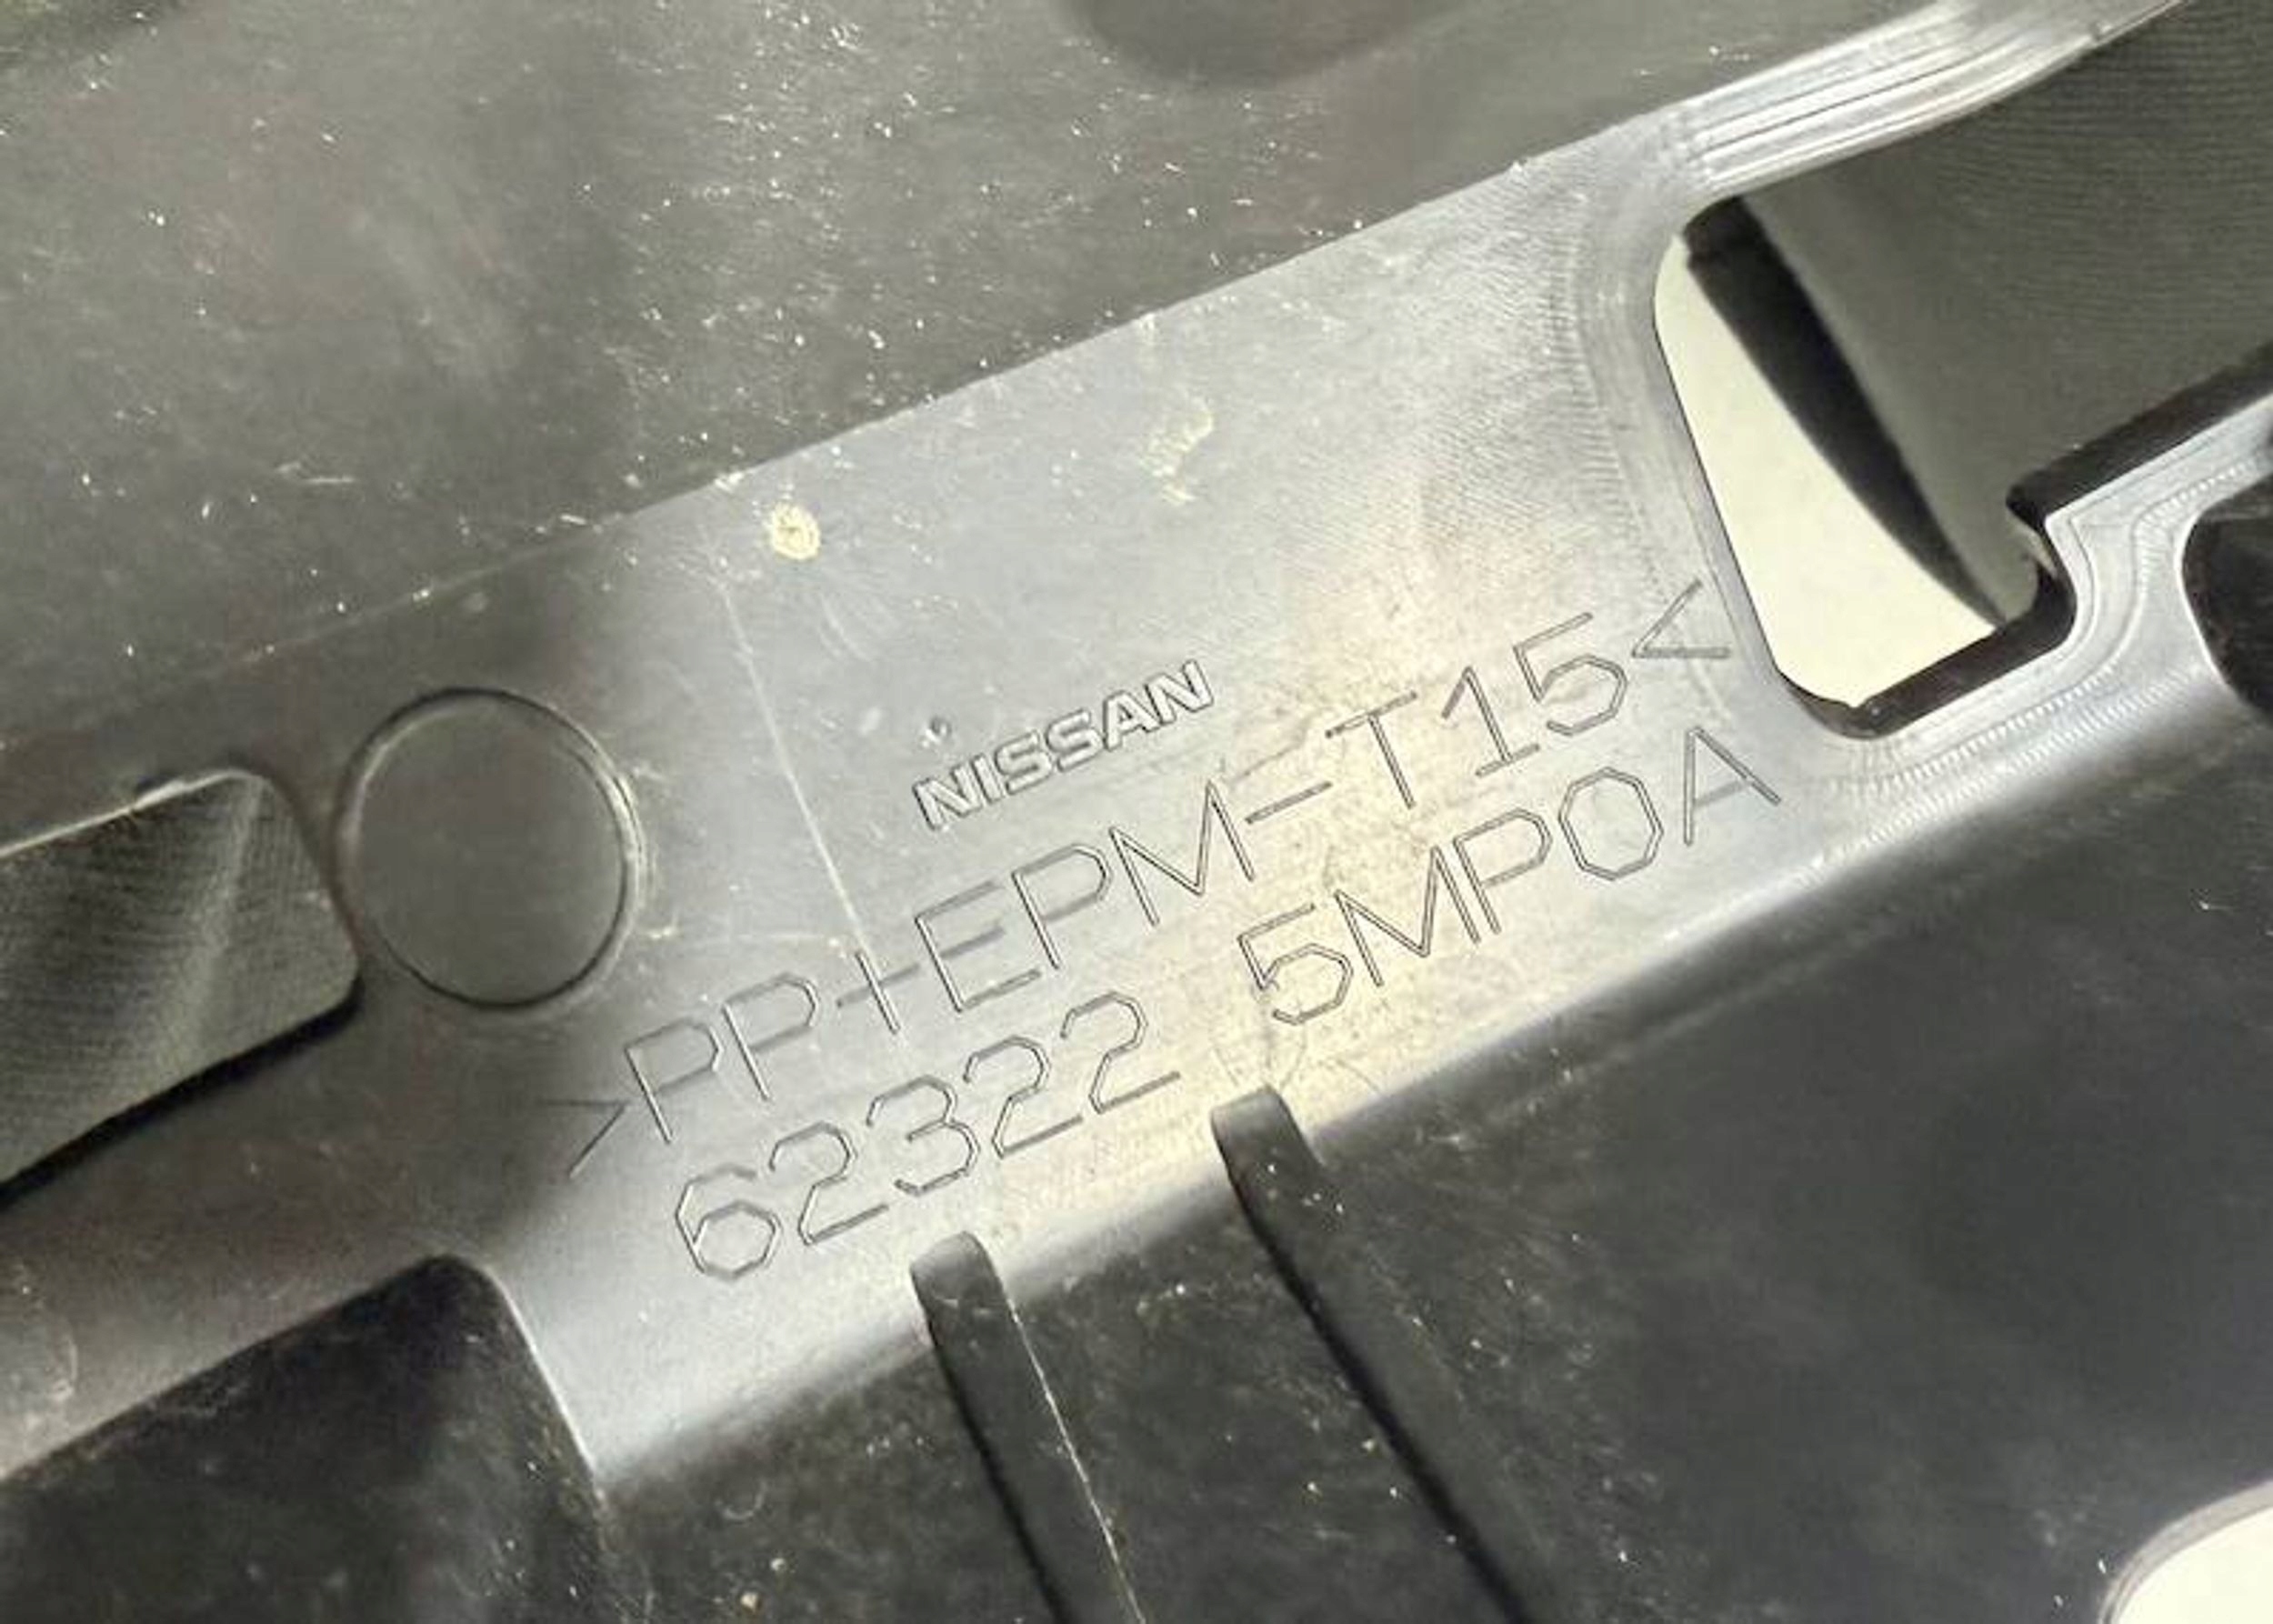 NISSAN
>PP+EPM-T15<
62322 5MP0A